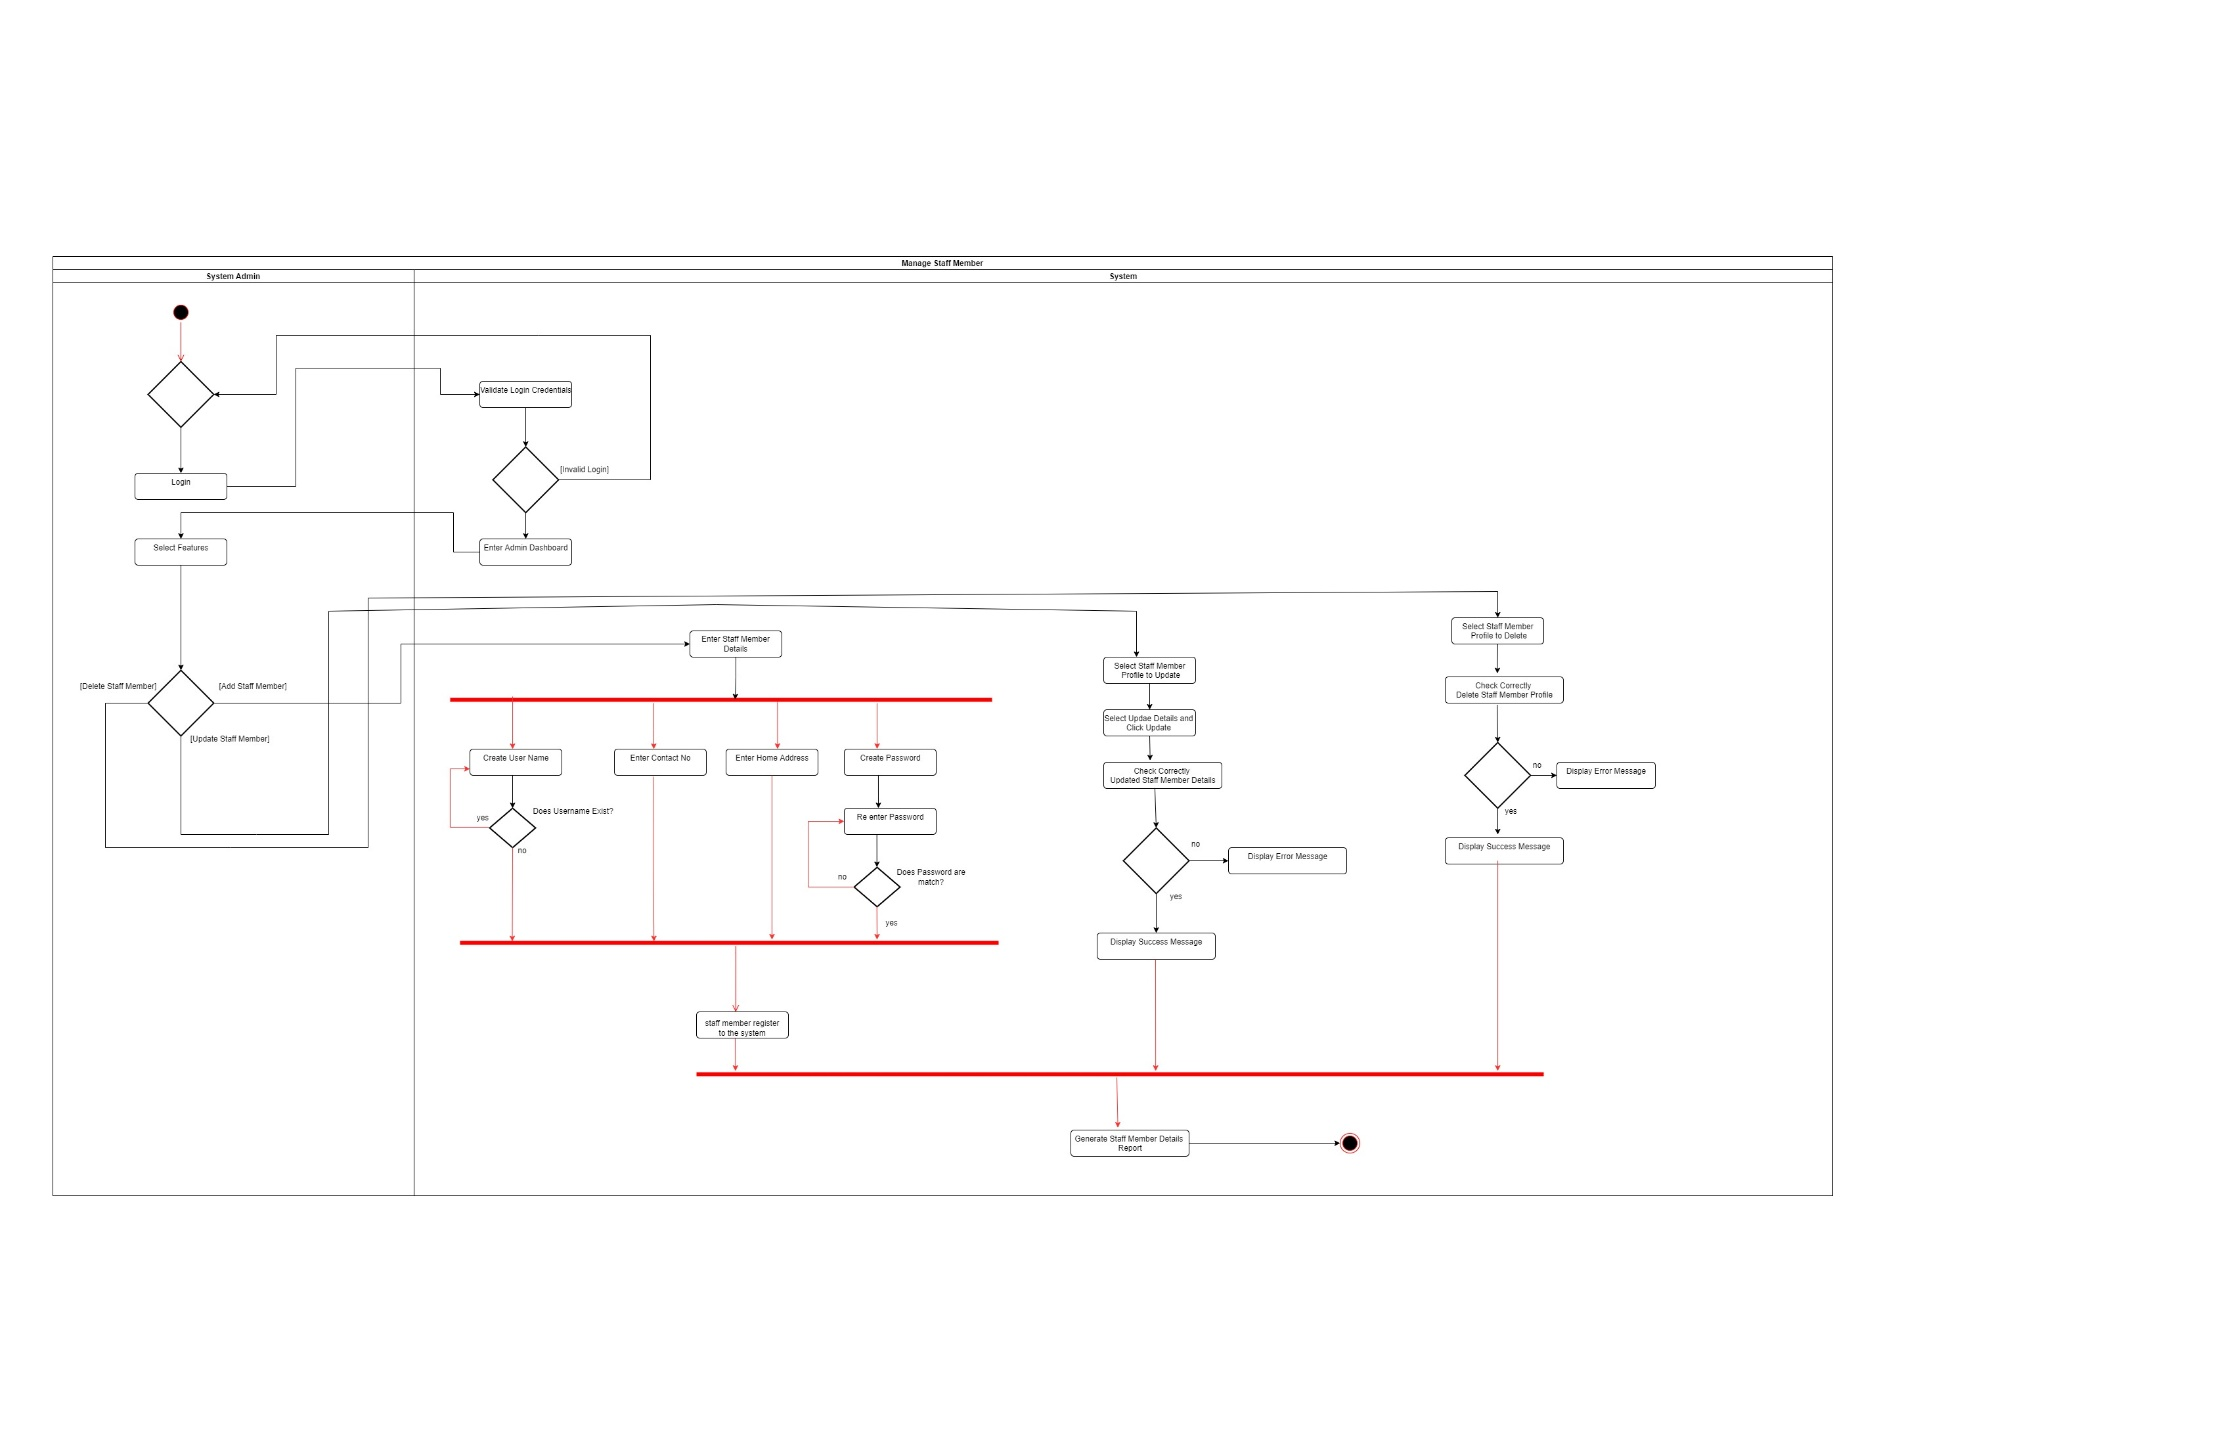 Manage Staff Member
System Admin
System
Validate Login Credentials
[Invalid Login]
Login
Select Features
Enter Admin Dashboard
[Delete Staff Member]
[Add Staff Member]
[Update Staff Member]
Enter Staff Member
Details
Create User Name
Enter Contact No
Enter Home Address
Create Password
Does Username Exist?
yes
no
Re enter Password
Does Password are
match?
no
yes
staff member register
to the system
Select Staff Member
Profile to Update
Select Updae Details and
Click Update
Check Correctly
Updated Staff Member Details
no
Display Error Message
yes
Display Success Message
Select Staff Member
Profile to Delete
Check Correctly
Delete Staff Member Profile
no
Display Error Message
yes
Display Success Message
Generate Staff Member Details
Report